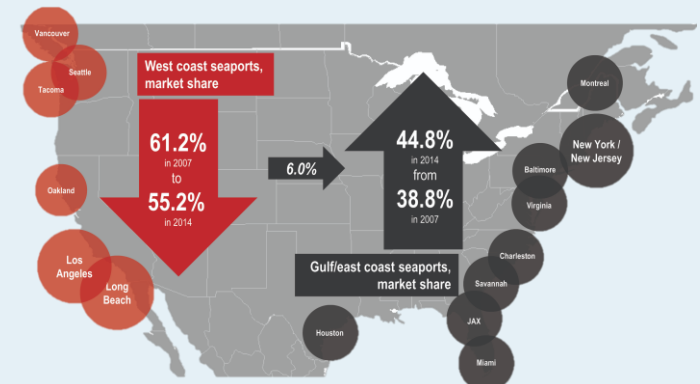 Vancouver
Seattle
Tacoma
Oakland
Los
Angeles
Long
Beach
West coast seaports,
market share
61.2%
in 2007
to
55.2%
in 2014
6.0%
44.8%
in 2014
from
38.8%
in 2007
Gulf/east coast seaports,
market share
Montreal
New York /
New Jersey
Baltimore
Virginia
Charleston
Savannah
JAX
Miami
Houston